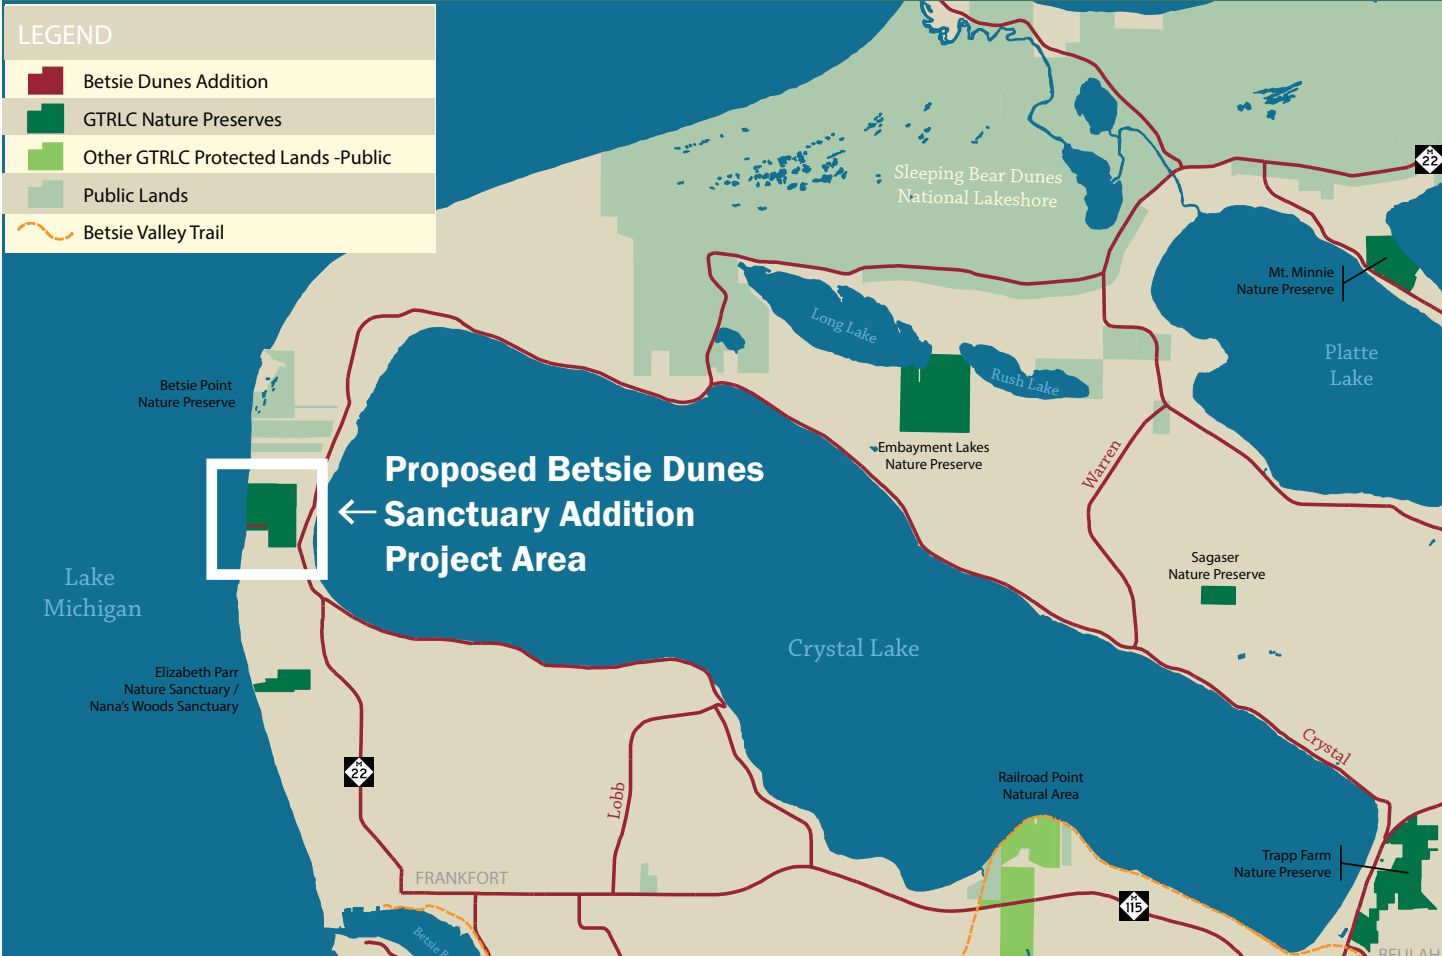 LEGEND
Betsie Dunes Addition
GTRLC Nature Preserves
Other GTRLC Protected Lands -Public
Public Lands
Betsie Valley Trail
Sleeping Bear Dunes
National Lakeshore
M
22
Mt. Minnie
Nature Preserve
Platte
Lake
Long Lake
Rush Lake
Betsie Point
Nature Preserve
Embayment Lakes
Nature Preserve
Warren
Proposed Betsie Dunes
Sanctuary Addition
Project Area
Sagaser
Nature Preserve
Lake
Michigan
Crystal Lake
Elizabeth Parr
Nature Sanctuary /
Nana's Woods Sanctuary
M
22
Crystal
Lobb
Railroad Point
Natural Area
Trapp Farm
Nature Preserve
FRANKFORT
M
115
Betsie
BEULAH